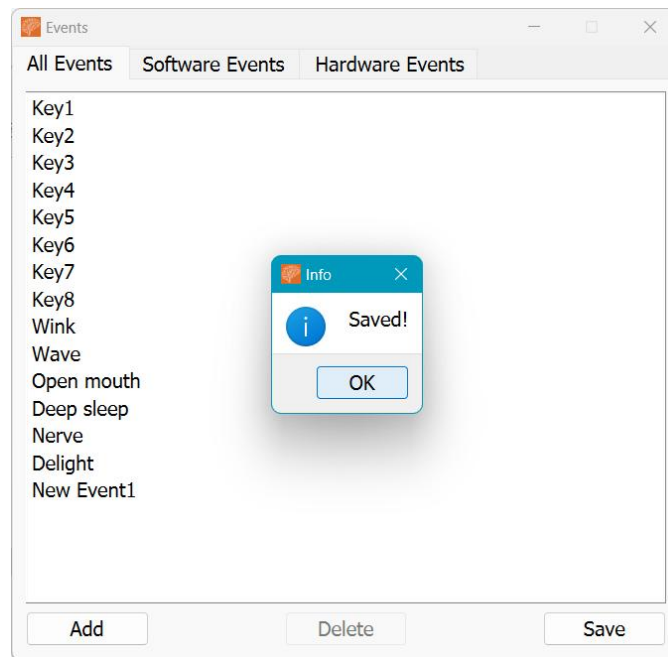 Events
All Events Software Events Hardware Events
Key1
Key2
Key3
Key4
Key5
Key6
Key7
Key8
Wink
Wave
Open mouth
Deep sleep
Nerve
Delight
New Event1
Info
Saved!
OK
Add Delete Save